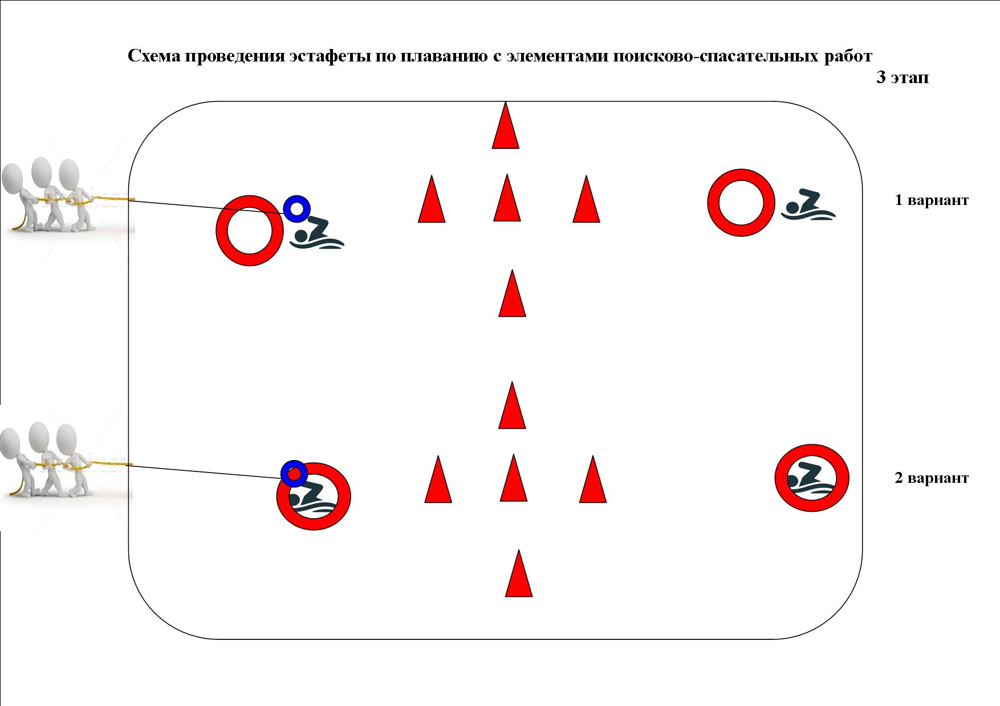 Схема проведения эстафеты по плаванию с элементами поисково-спасательных работ
3 этап
1 вариант
2 вариант